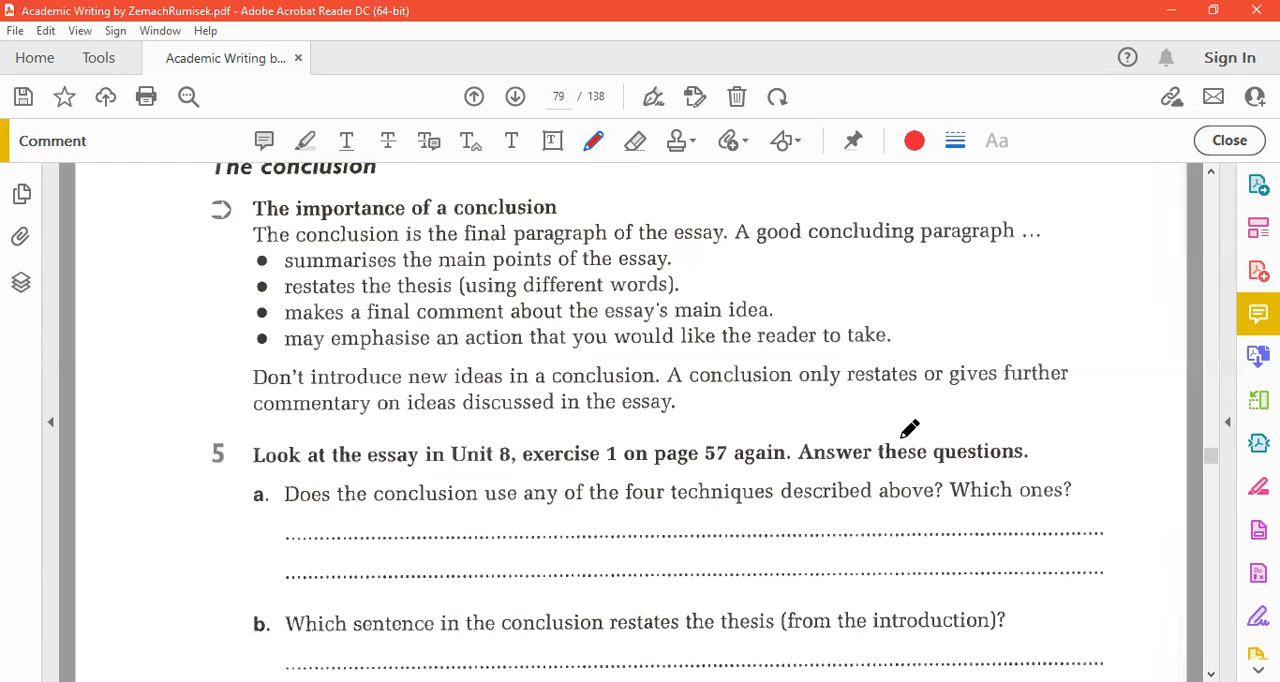 Academic Writing by ZemachRumisek.pdf - Adobe Acrobat Reader DC (64-bit)
File Edit View Sign Window Help
Home Tools Academic Writing b... × Sign In
79 / 138
Comment Aa Close
The conclusion
The importance of a conclusion
The conclusion is the final paragraph of the essay. A good concluding paragraph ...
● summarises the main points of the essay.
● restates the thesis (using different words).
● makes a final comment about the essay's main idea.
● may emphasise an action that you would like the reader to take.
Don't introduce new ideas in a conclusion. A conclusion only restates or gives further
commentary on ideas discussed in the essay.
5 Look at the essay in Unit 8, exercise 1 on page 57 again. Answer these questions.
a. Does the conclusion use any of the four techniques described above? Which ones?
b. Which sentence in the conclusion restates the thesis (from the introduction)?